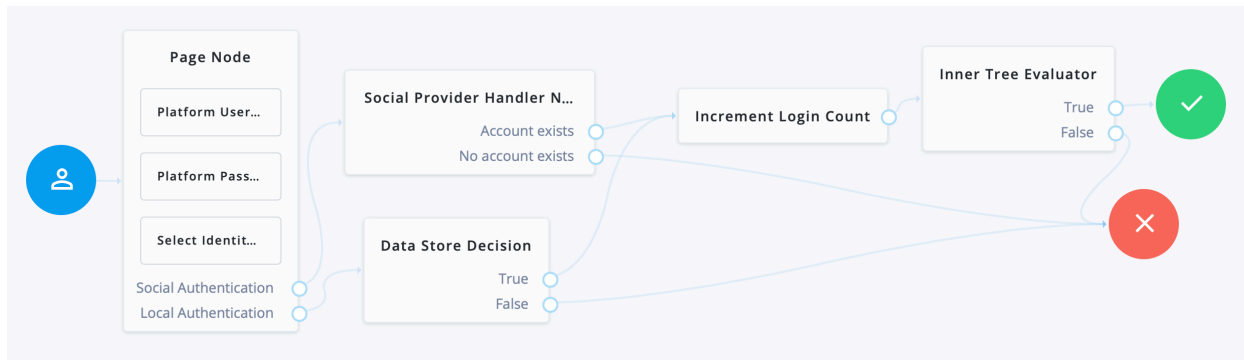 Page Node
Platform User...
Platform Pass...
Select Identit...
Social Authentication
Local Authentication
Social Provider Handler N...
Account exists
No account exists
Data Store Decision
True
False
Increment Login Count
Inner Tree Evaluator
True
False